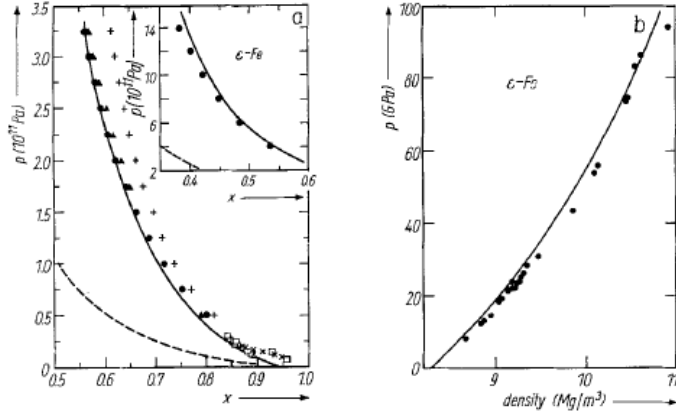 a
3.5
3.0
2.5
2.0
1.5
1.0
0.5
0
p (10¹¹ Pa)
0.5 0.6 0.7 0.8 0.9 1.0
x
14
10
6
2
p (10¹¹ Pa)
ε-Fe
0.4 0.5 0.6
x
b
100
80
60
40
20
0
p (GPa)
ε-Fe
9 10 11
density (Mg/m³)